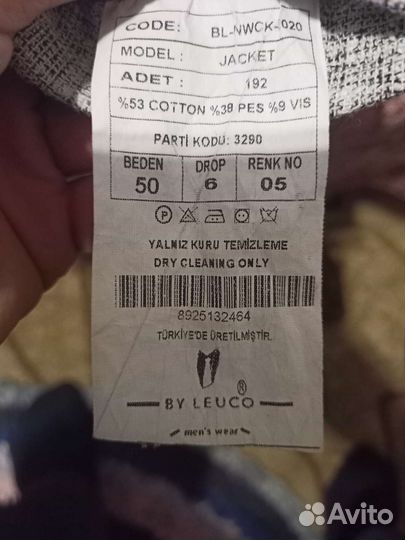 CODE: BL-NWCK-020
MODEL: JACKET
ADET: 192
%53 COTTON %38 PES %9 VIS
PARTİ KODU: 3290
BEDEN DROP RENK NO
50 6 05
P
YALNIZ KURU TEMİZLEME
DRY CLEANING ONLY
8925132464
TÜRKİYE'DE ÜRETİLMİŞTİR.
®
BY LEUCO
men's wear
Avito